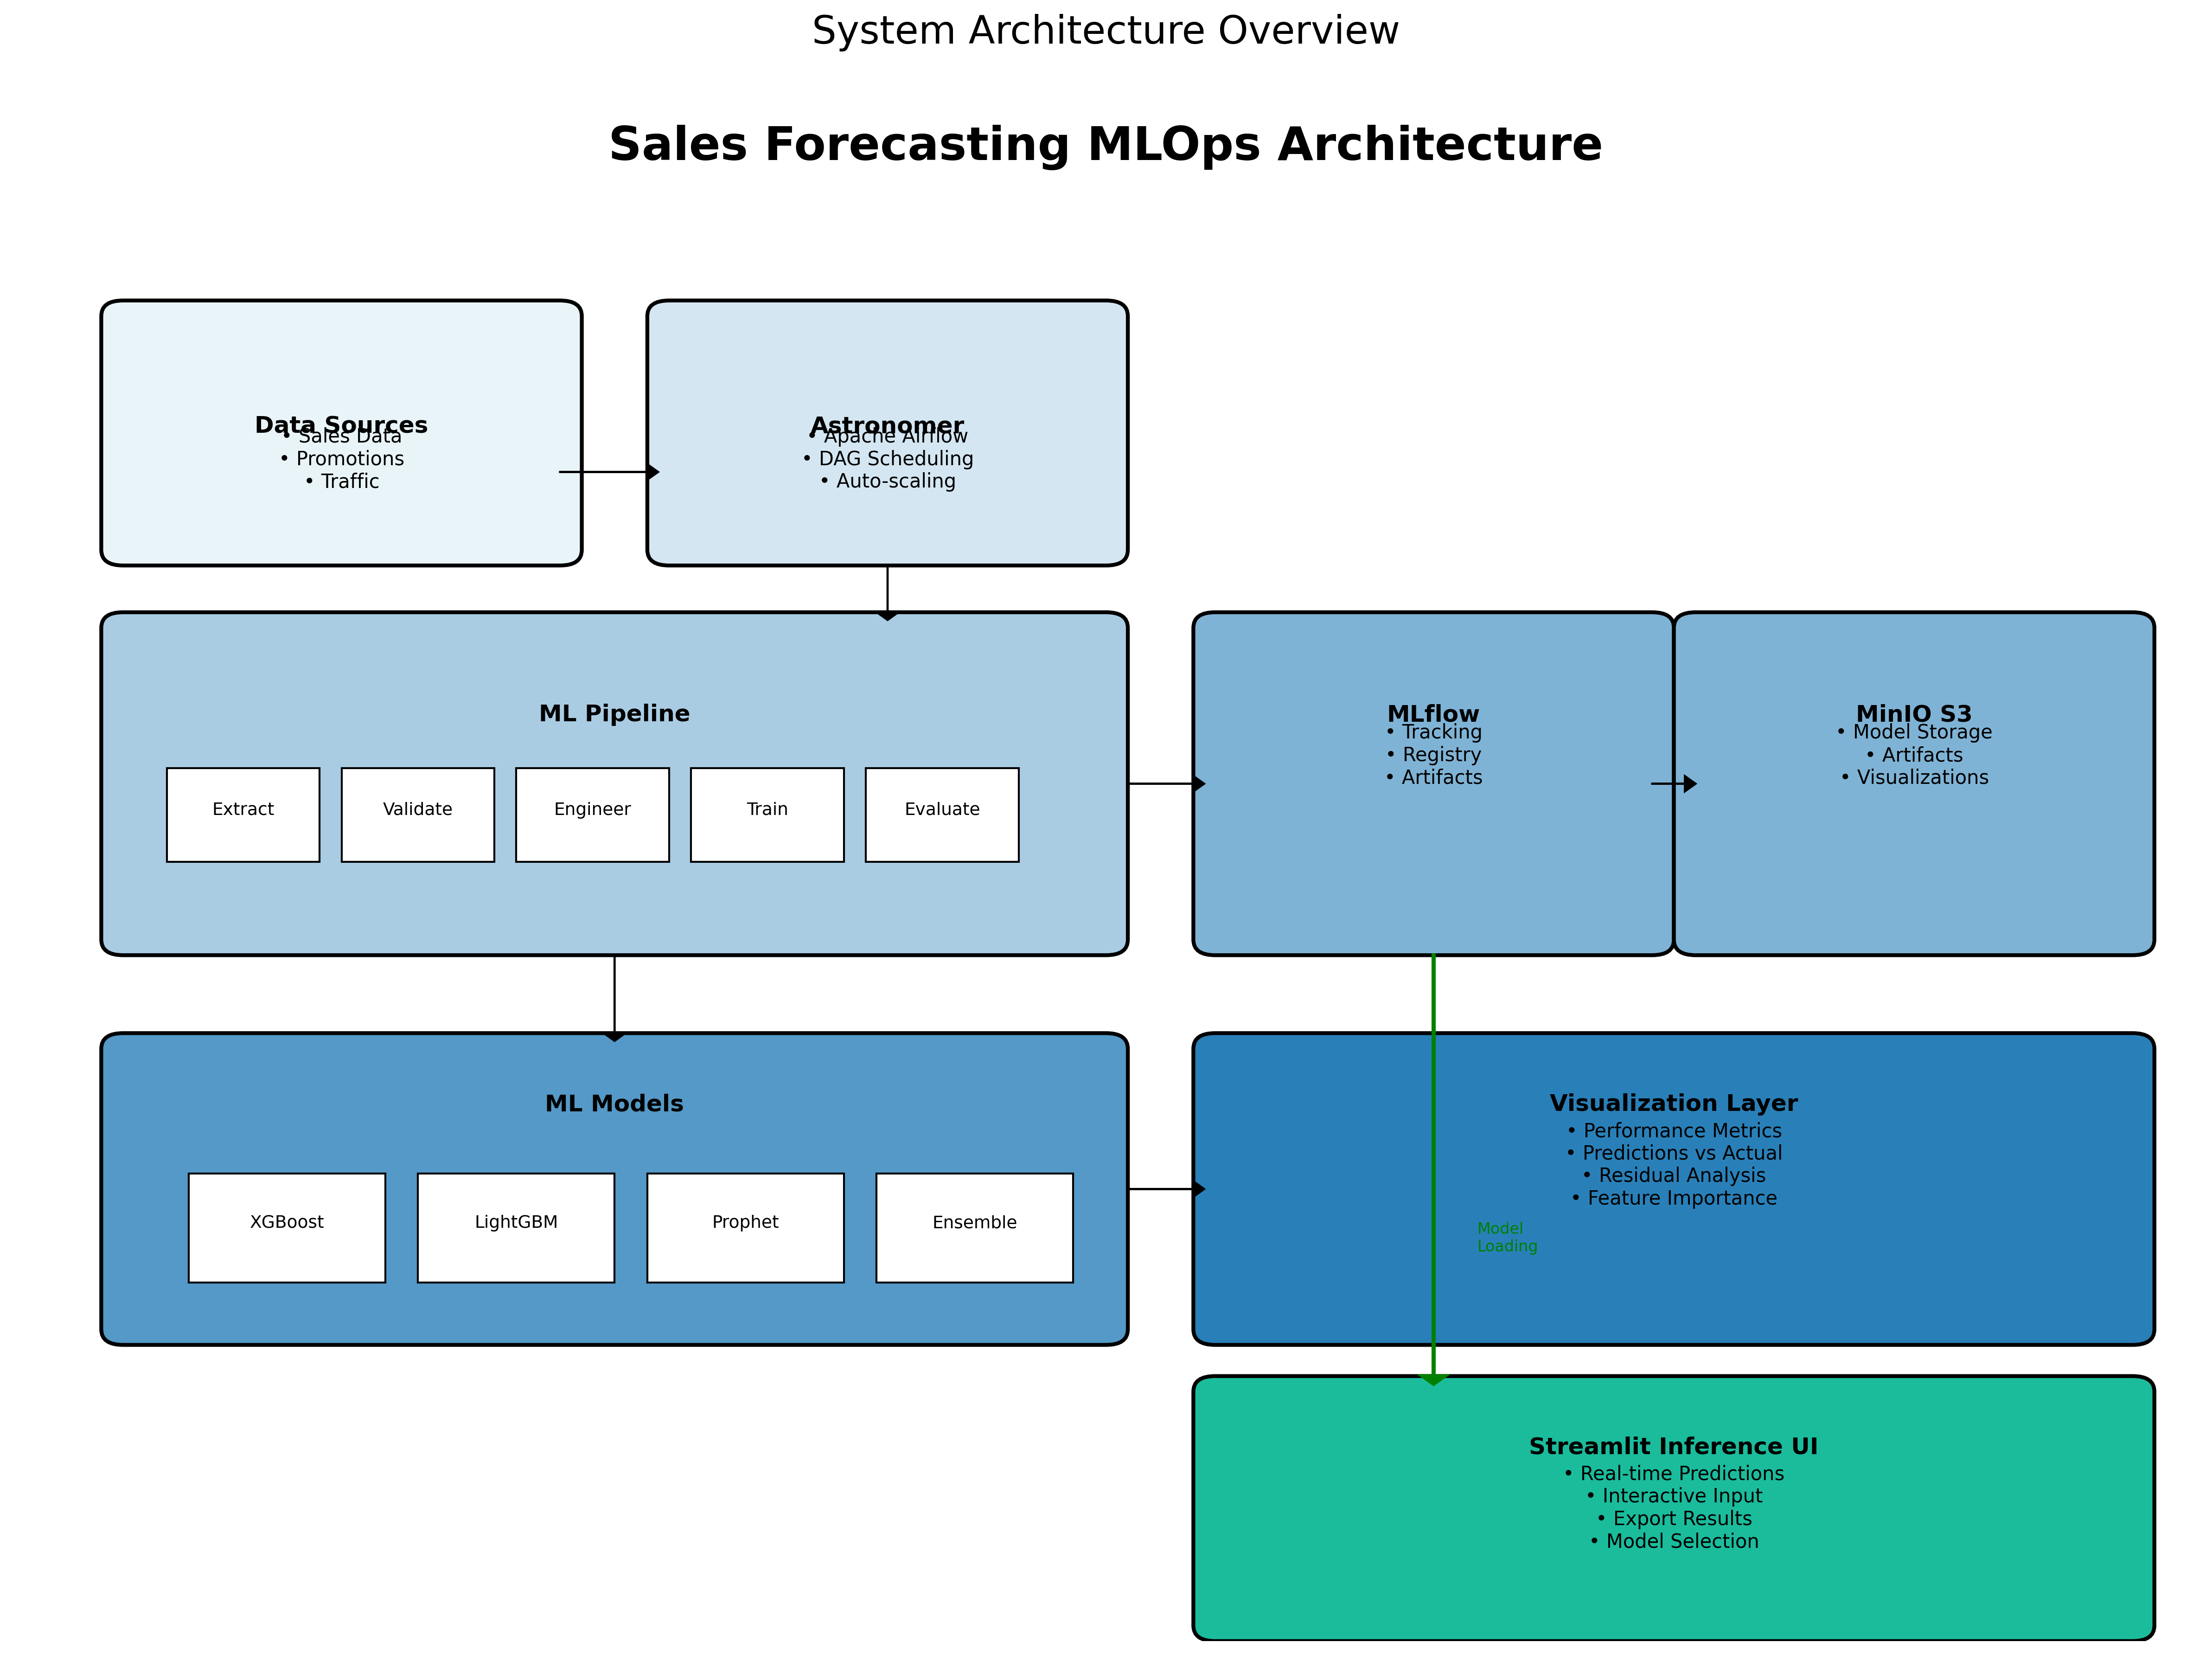 System Architecture Overview
Sales Forecasting MLOps Architecture
Data Sources
• Sales Data
• Promotions
• Traffic
Astronomer
• Apache Airflow
• DAG Scheduling
• Auto-scaling
ML Pipeline
Extract
Validate
Engineer
Train
Evaluate
MLflow
• Tracking
• Registry
• Artifacts
MinIO S3
• Model Storage
• Artifacts
• Visualizations
ML Models
XGBoost
LightGBM
Prophet
Ensemble
Visualization Layer
• Performance Metrics
• Predictions vs Actual
• Residual Analysis
• Feature Importance
Model
Loading
Streamlit Inference UI
• Real-time Predictions
• Interactive Input
• Export Results
• Model Selection